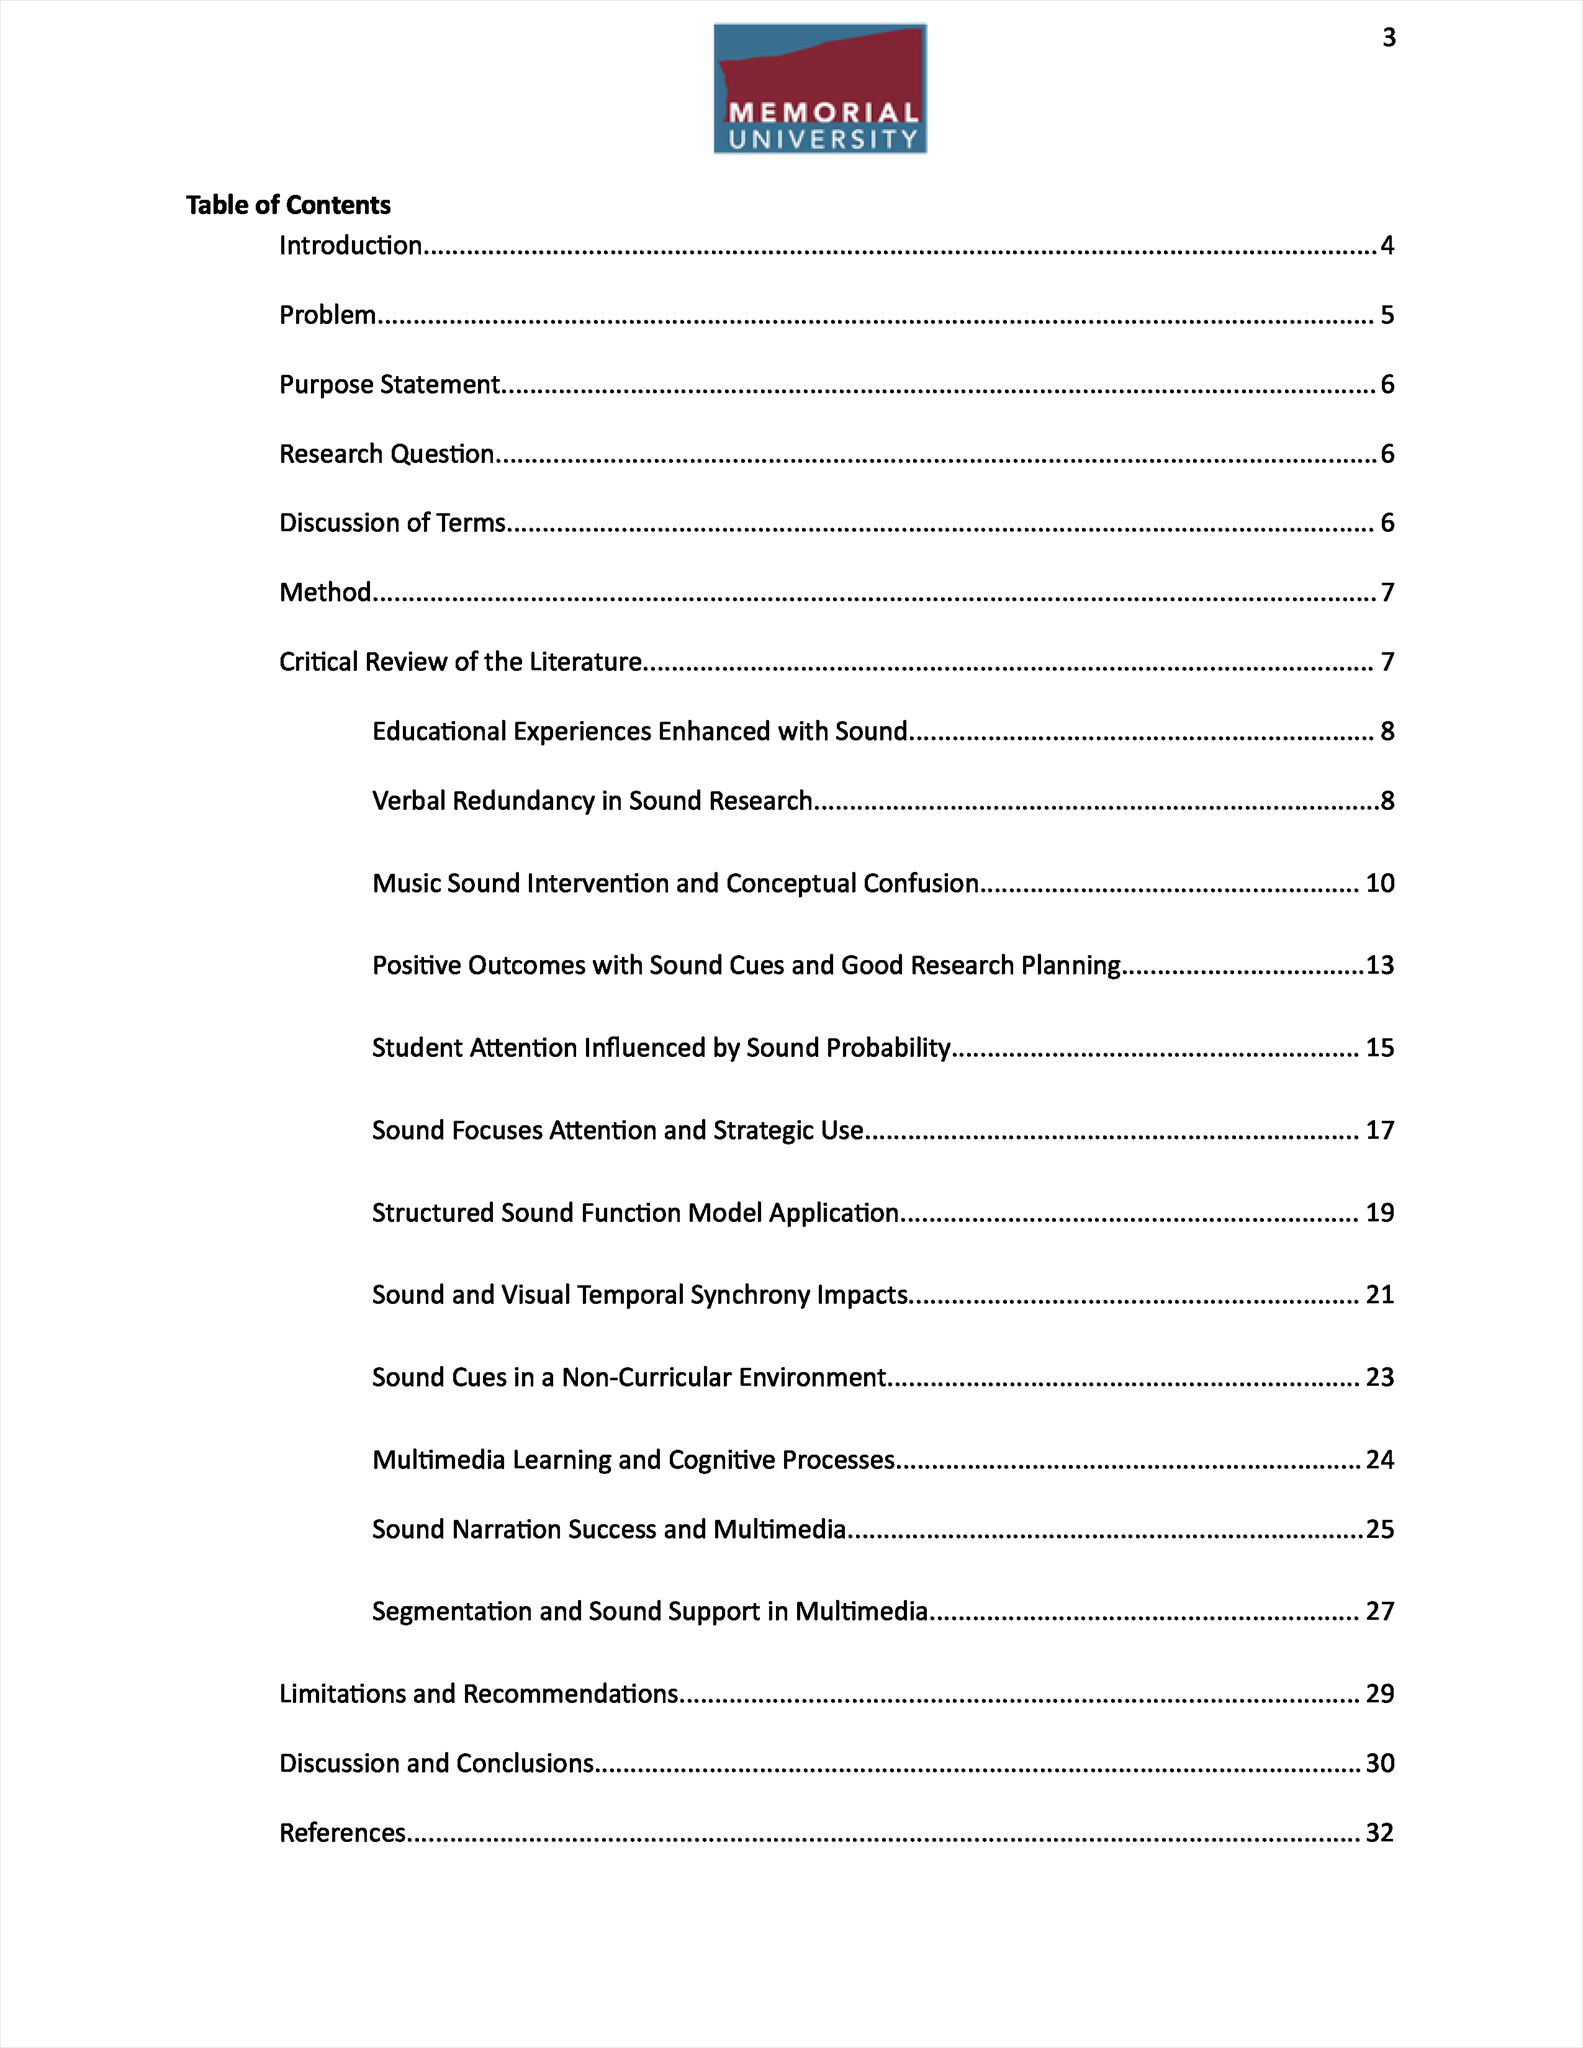 3
MEMORIAL
UNIVERSITY
Table of Contents
Introduction....................................................................................................................................4
Problem.......................................................................................................................................... 5
Purpose Statement......................................................................................................................... 6
Research Question..........................................................................................................................6
Discussion of Terms........................................................................................................................ 6
Method...........................................................................................................................................7
Critical Review of the Literature..................................................................................................... 7
Educational Experiences Enhanced with Sound................................................................ 8
Verbal Redundancy in Sound Research..............................................................................8
Music Sound Intervention and Conceptual Confusion.................................................... 10
Positive Outcomes with Sound Cues and Good Research Planning.................................13
Student Attention Influenced by Sound Probability........................................................ 15
Sound Focuses Attention and Strategic Use.................................................................... 17
Structured Sound Function Model Application............................................................... 19
Sound and Visual Temporal Synchrony Impacts.............................................................. 21
Sound Cues in a Non-Curricular Environment................................................................. 23
Multimedia Learning and Cognitive Processes................................................................ 24
Sound Narration Success and Multimedia.......................................................................25
Segmentation and Sound Support in Multimedia........................................................... 27
Limitations and Recommendations.............................................................................................. 29
Discussion and Conclusions.......................................................................................................... 30
References.................................................................................................................................... 32